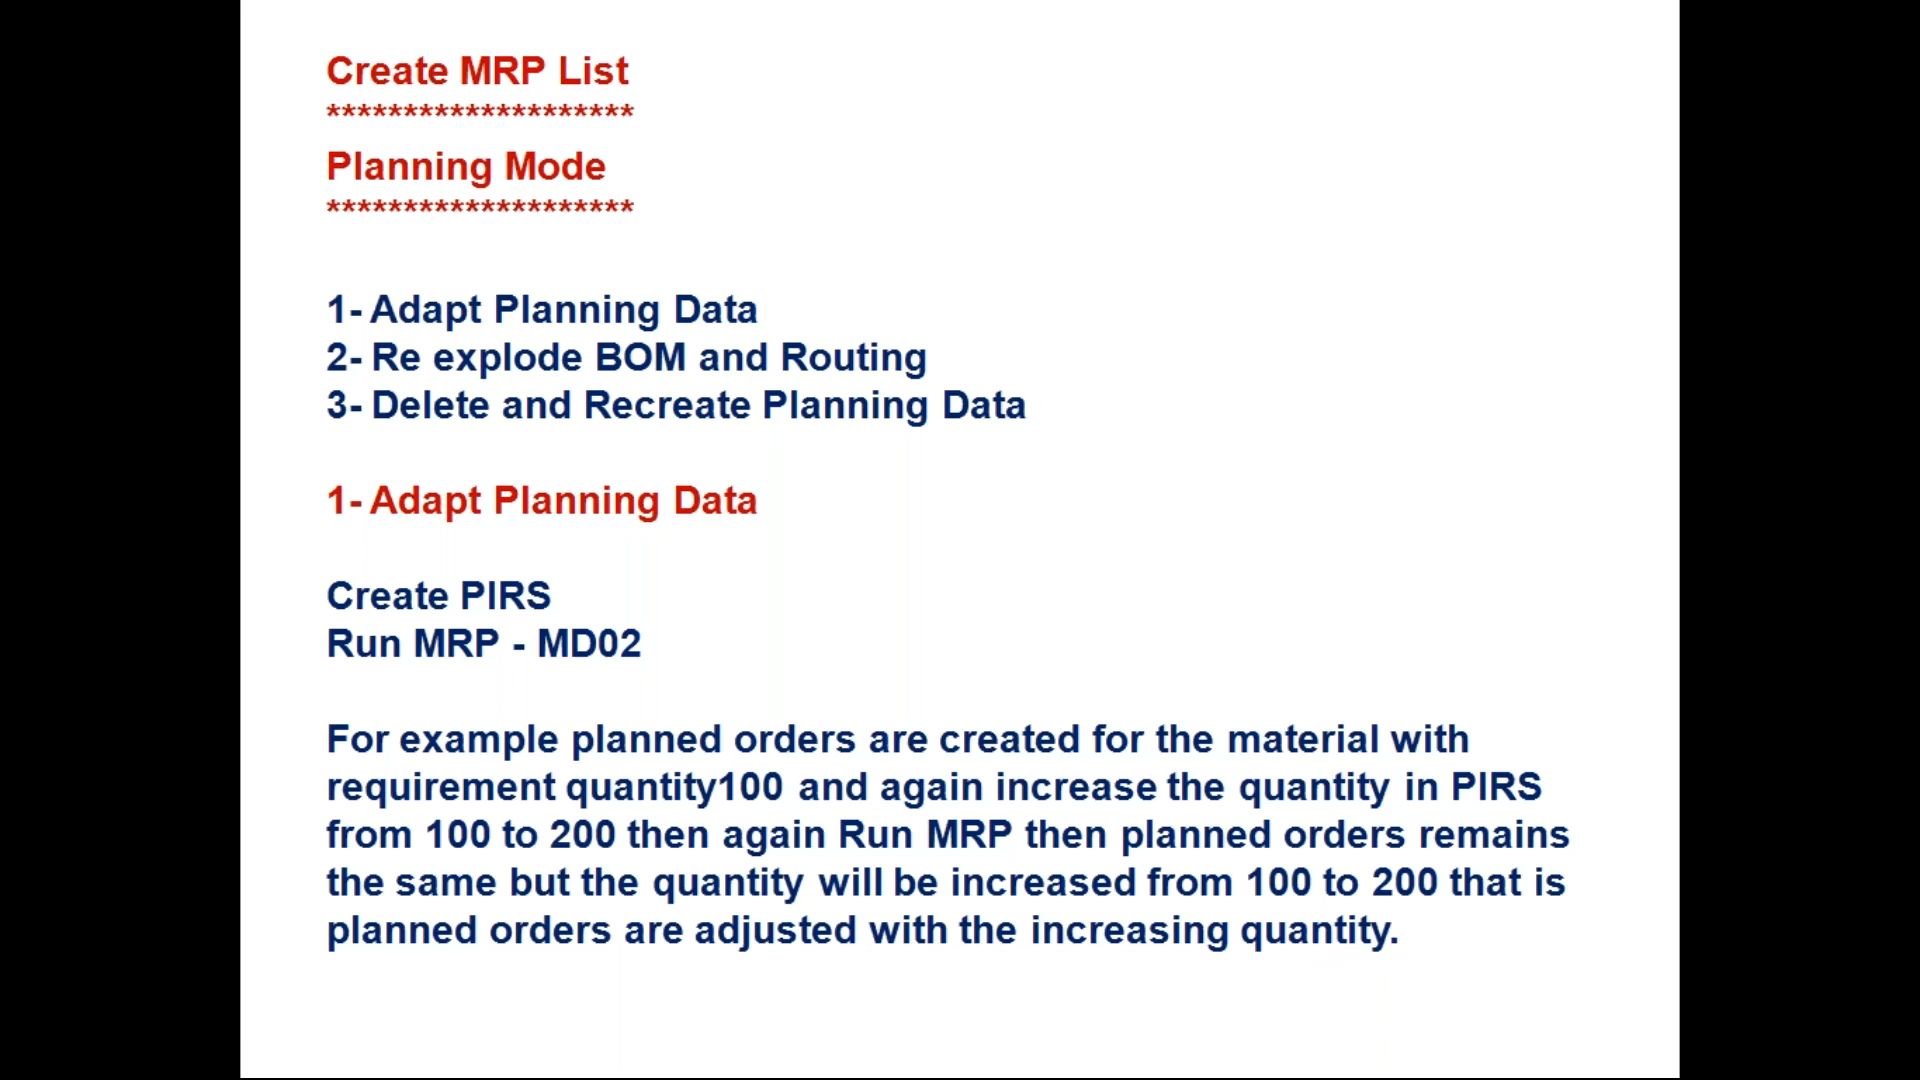 Create MRP List
********************
Planning Mode
********************
1- Adapt Planning Data
2- Re explode BOM and Routing
3- Delete and Recreate Planning Data
1- Adapt Planning Data
Create PIRS
Run MRP - MD02
For example planned orders are created for the material with
requirement quantity100 and again increase the quantity in PIRS
from 100 to 200 then again Run MRP then planned orders remains
the same but the quantity will be increased from 100 to 200 that is
planned orders are adjusted with the increasing quantity.